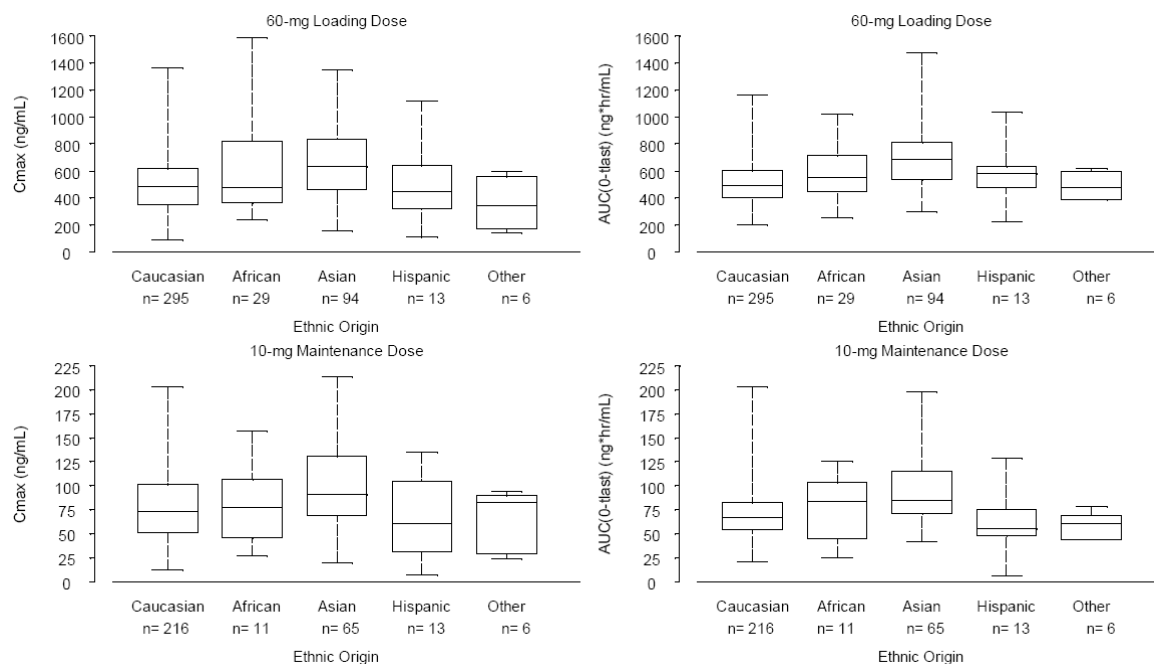 60-mg Loading Dose
Cmax (ng/mL)
1600
1400
1200
1000
800
600
400
200
0
Caucasian African Asian Hispanic Other
n= 295 n= 29 n= 94 n= 13 n= 6
Ethnic Origin
60-mg Loading Dose
AUC(0-tlast) (ng*hr/mL)
1600
1400
1200
1000
800
600
400
200
0
Caucasian African Asian Hispanic Other
n= 295 n= 29 n= 94 n= 13 n= 6
Ethnic Origin
10-mg Maintenance Dose
Cmax (ng/mL)
225
200
175
150
125
100
75
50
25
0
Caucasian African Asian Hispanic Other
n= 216 n= 11 n= 65 n= 13 n= 6
Ethnic Origin
10-mg Maintenance Dose
AUC(0-tlast) (ng*hr/mL)
225
200
175
150
125
100
75
50
25
0
Caucasian African Asian Hispanic Other
n= 216 n= 11 n= 65 n= 13 n= 6
Ethnic Origin